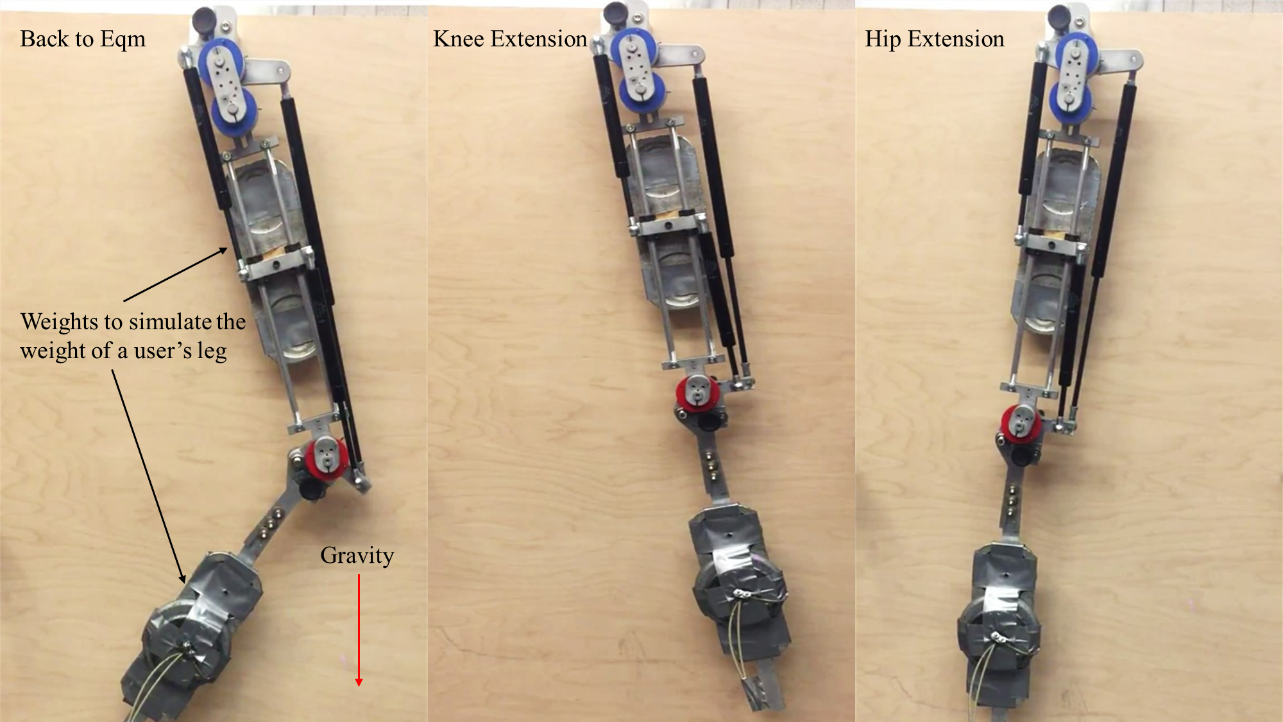 Back to Eqm
Knee Extension
Hip Extension
Weights to simulate the
weight of a user's leg
Gravity